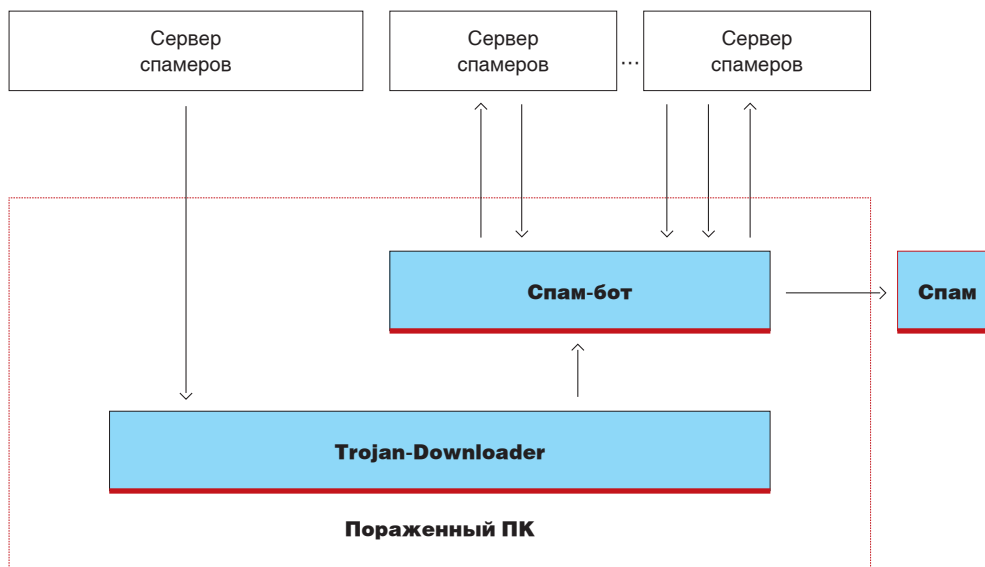 Сервер
спамеров
Сервер
спамеров
...
Сервер
спамеров
Спам-бот
Спам
Trojan-Downloader
Пораженный ПК